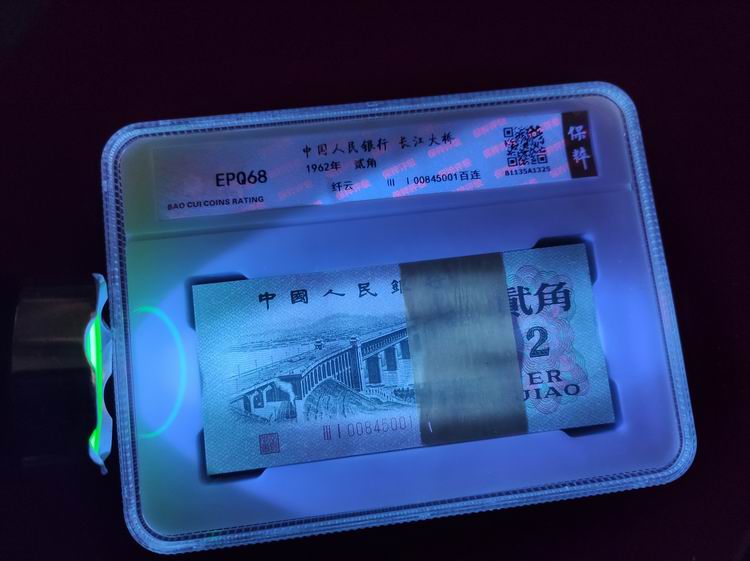 中国人民银行 长江大桥
1962年 贰角
EPQ68
纤云 Ⅲ Ⅰ00845001百连
BAO CUI COINS RATING
B1135A1325
保粹
中國人民銀
貳角
2
ER
JIAO
Ⅲ Ⅰ00845001